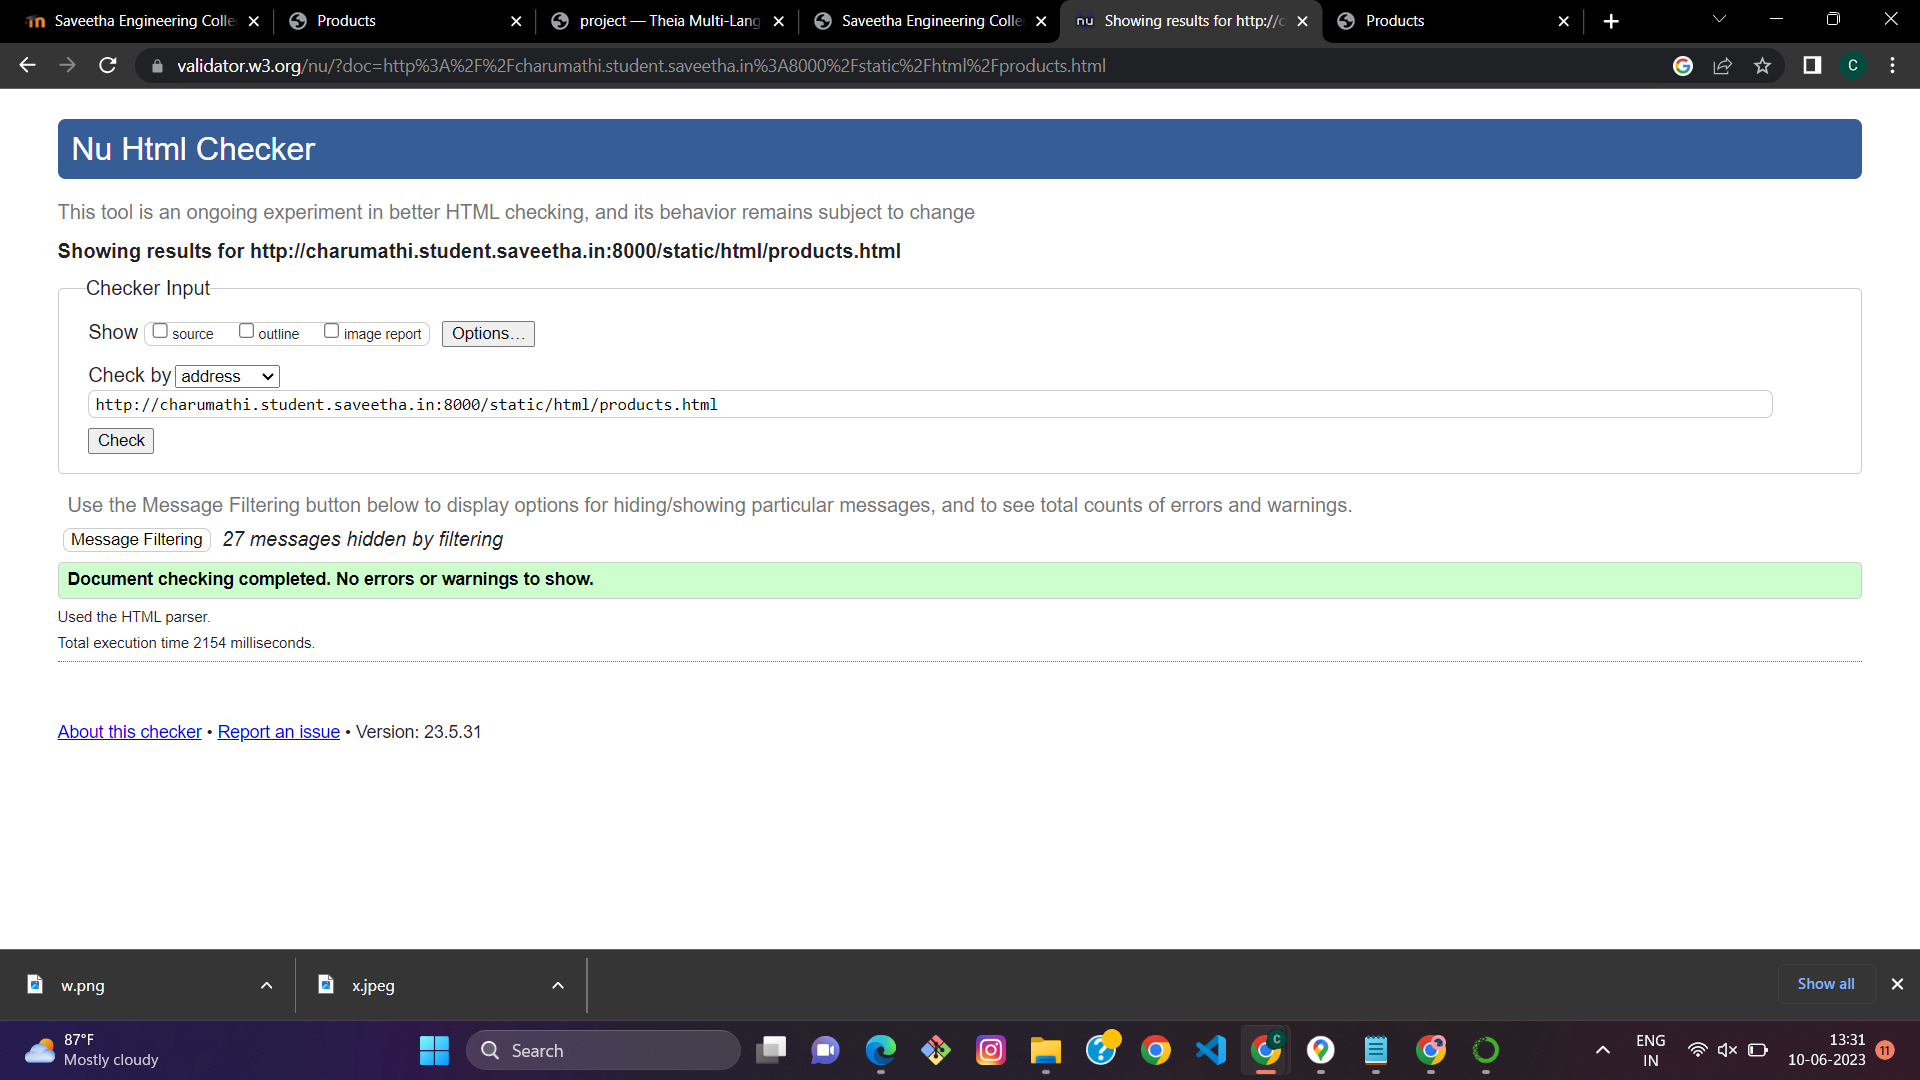 Saveetha Engineering Colle
Products
project — Theia Multi-Lang
Saveetha Engineering Colle
nu
Showing results for http://c
Products
validator.w3.org/nu/?doc=http%3A%2F%2Fcharumathi.student.saveetha.in%3A8000%2Fstatic%2Fhtml%2Fproducts.html
C
Nu Html Checker
This tool is an ongoing experiment in better HTML checking, and its behavior remains subject to change
Showing results for http://charumathi.student.saveetha.in:8000/static/html/products.html
Checker Input
Show source outline image report Options...
Check by address
http://charumathi.student.saveetha.in:8000/static/html/products.html
Check
Use the Message Filtering button below to display options for hiding/showing particular messages, and to see total counts of errors and warnings.
Message Filtering 27 messages hidden by filtering
Document checking completed. No errors or warnings to show.
Used the HTML parser.
Total execution time 2154 milliseconds.
About this checker • Report an issue • Version: 23.5.31
w.png
x.jpeg
Show all
87°F
Mostly cloudy
Search
C
ENG
IN
13:31
10-06-2023
11